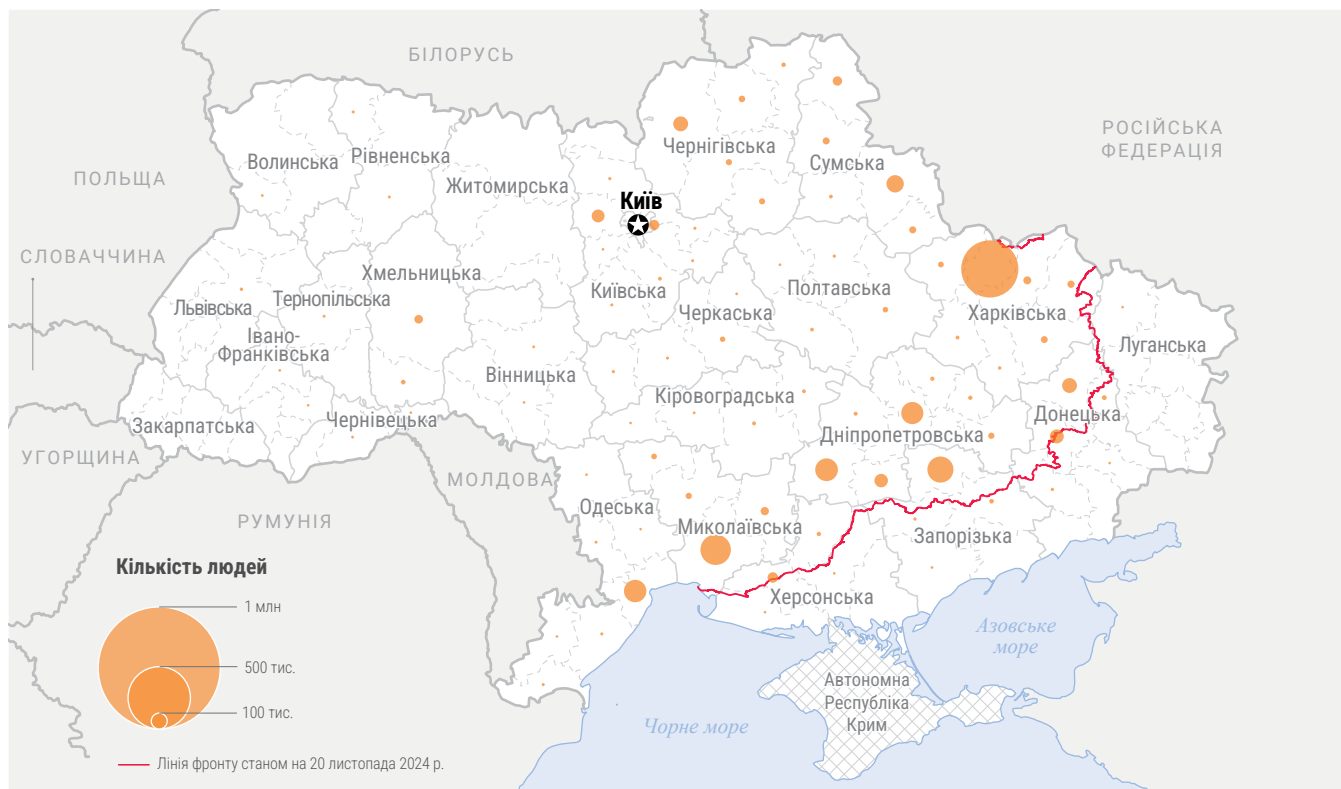 БІЛОРУСЬ
РОСІЙСЬКА
ФЕДЕРАЦІЯ
ПОЛЬЩА
СЛОВАЧЧИНА
УГОРЩИНА
РУМУНІЯ
МОЛДОВА
Волинська
Рівненська
Житомирська
Чернігівська
Сумська
Київ
Київська
Хмельницька
Тернопільська
Львівська
Івано-
Франківська
Закарпатська
Чернівецька
Вінницька
Черкаська
Полтавська
Харківська
Луганська
Кіровоградська
Дніпропетровська
Донецька
Одеська
Миколаївська
Запорізька
Херсонська
Автономна
Республіка
Крим
Азовське
море
Чорне море
Кількість людей
1 млн
500 тис.
100 тис.
Лінія фронту станом на 20 листопада 2024 р.